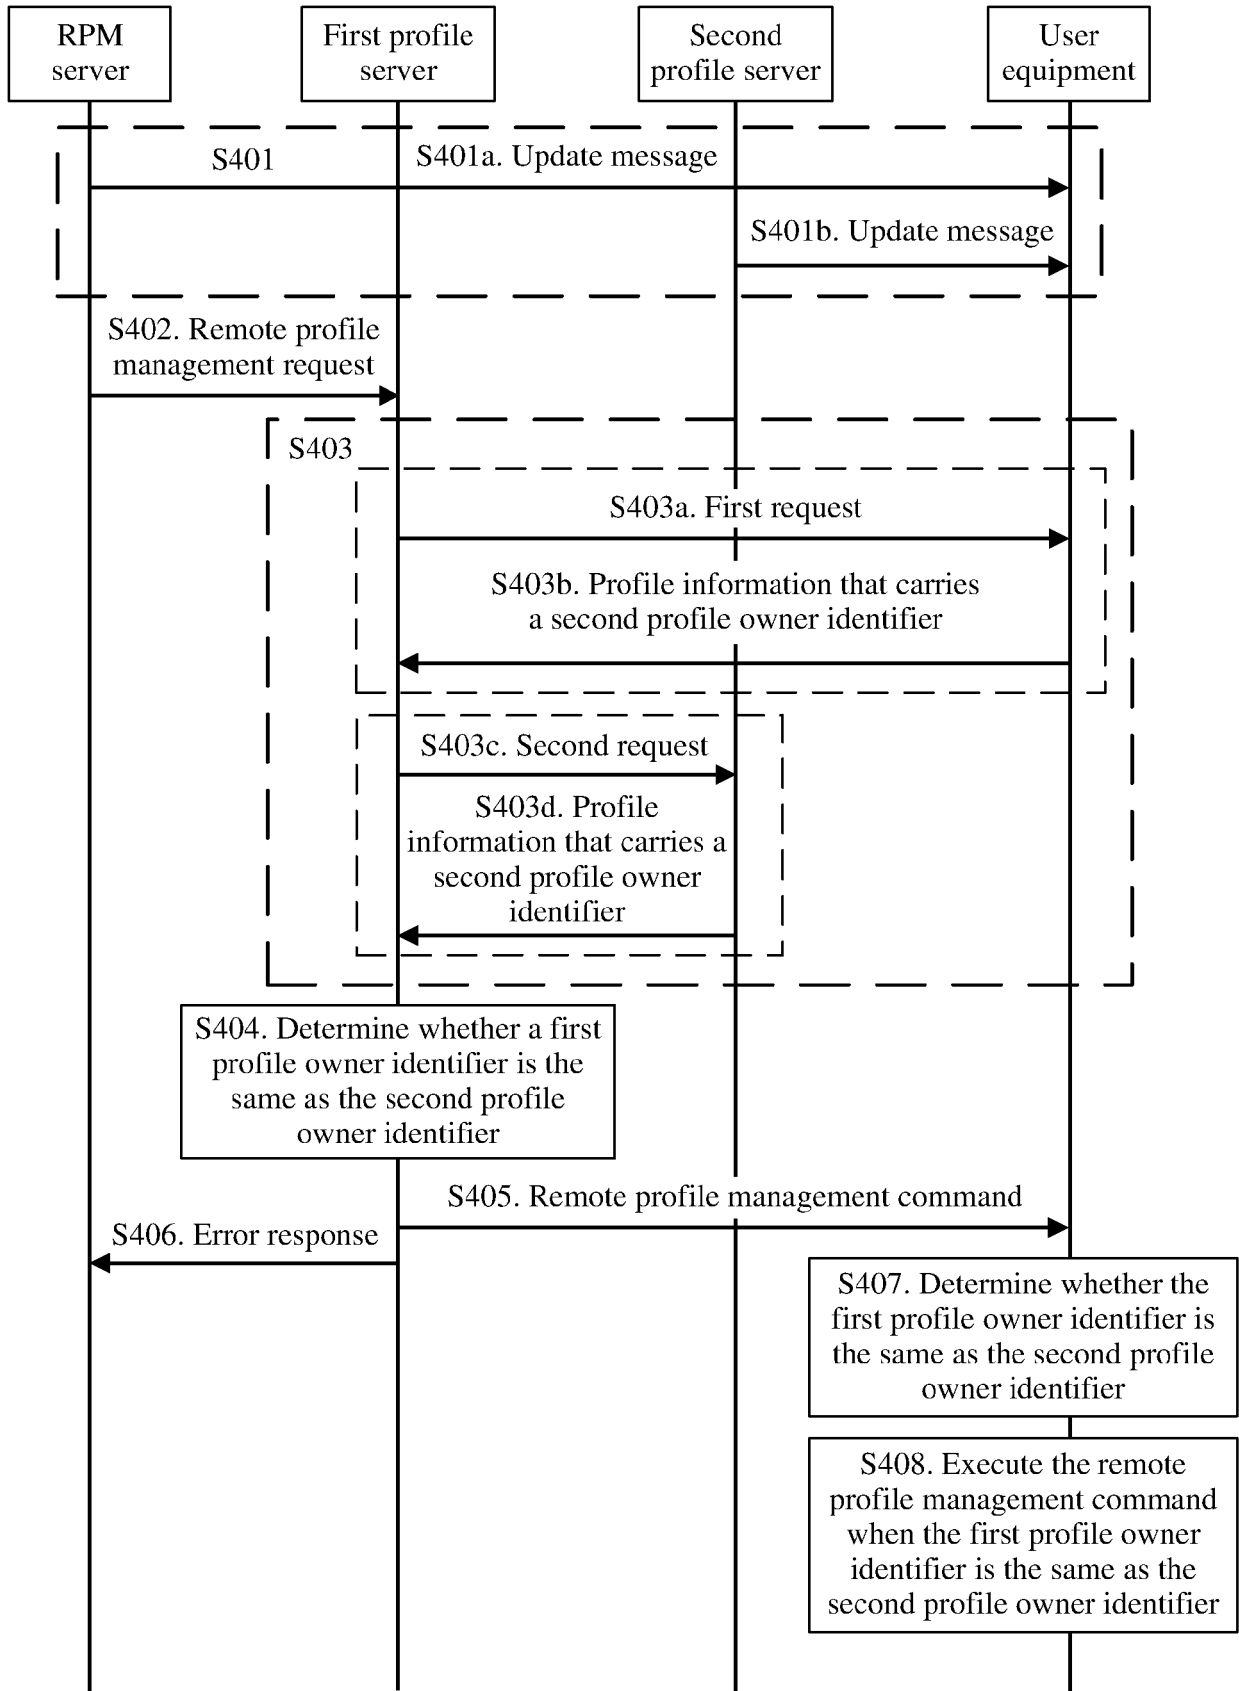 RPM
server
First profile
server
Second
profile server
User
equipment
S401
S401a. Update message
S401b. Update message
S402. Remote profile
management request
S403
S403a. First request
S403b. Profile information that carries
a second profile owner identifier
S403c. Second request
S403d. Profile
information that carries a
second profile owner
identifier
S404. Determine whether a first
profile owner identifier is the
same as the second profile
owner identifier
S405. Remote profile management command
S406. Error response
S407. Determine whether the
first profile owner identifier is
the same as the second profile
owner identifier
S408. Execute the remote
profile management command
when the first profile owner
identifier is the same as the
second profile owner identifier